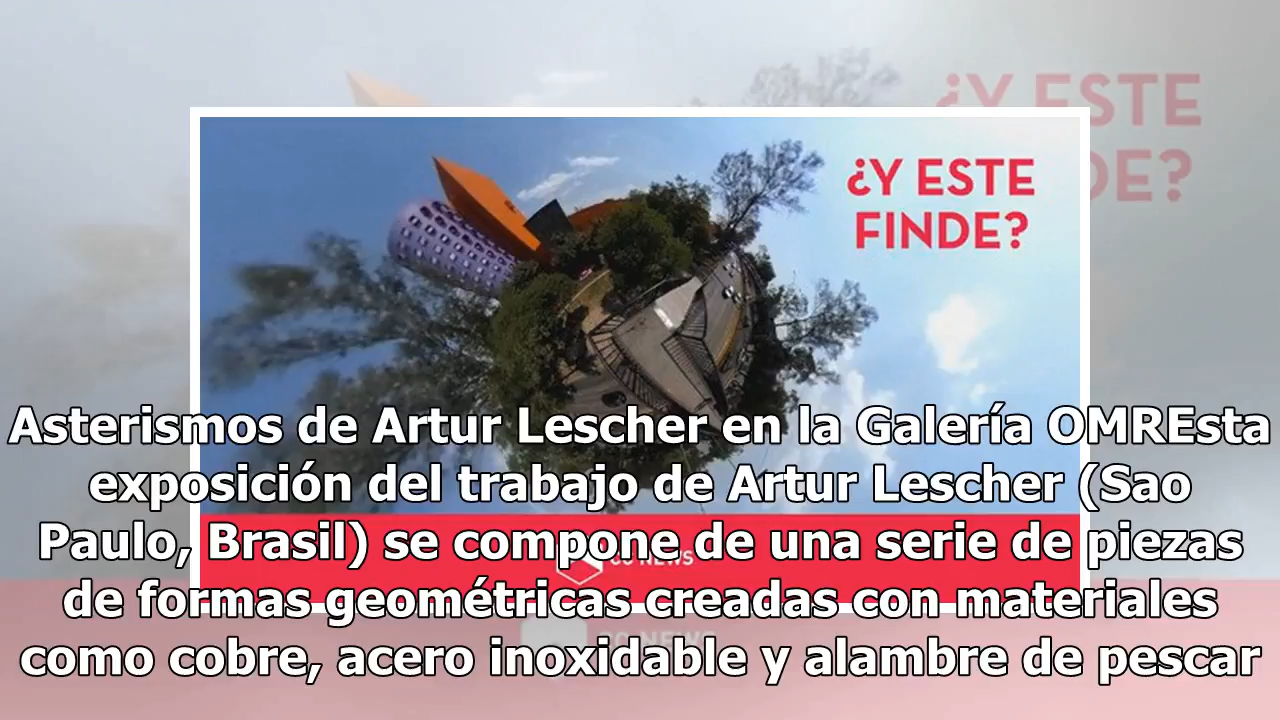 ¿Y ESTE
FINDE?
Asterismos de Artur Lescher en la Galería OMREsta
exposición del trabajo de Artur Lescher (Sao
Paulo, Brasil) se compone de una serie de piezas
de formas geométricas creadas con materiales
como cobre, acero inoxidable y alambre de pescar
NEWS